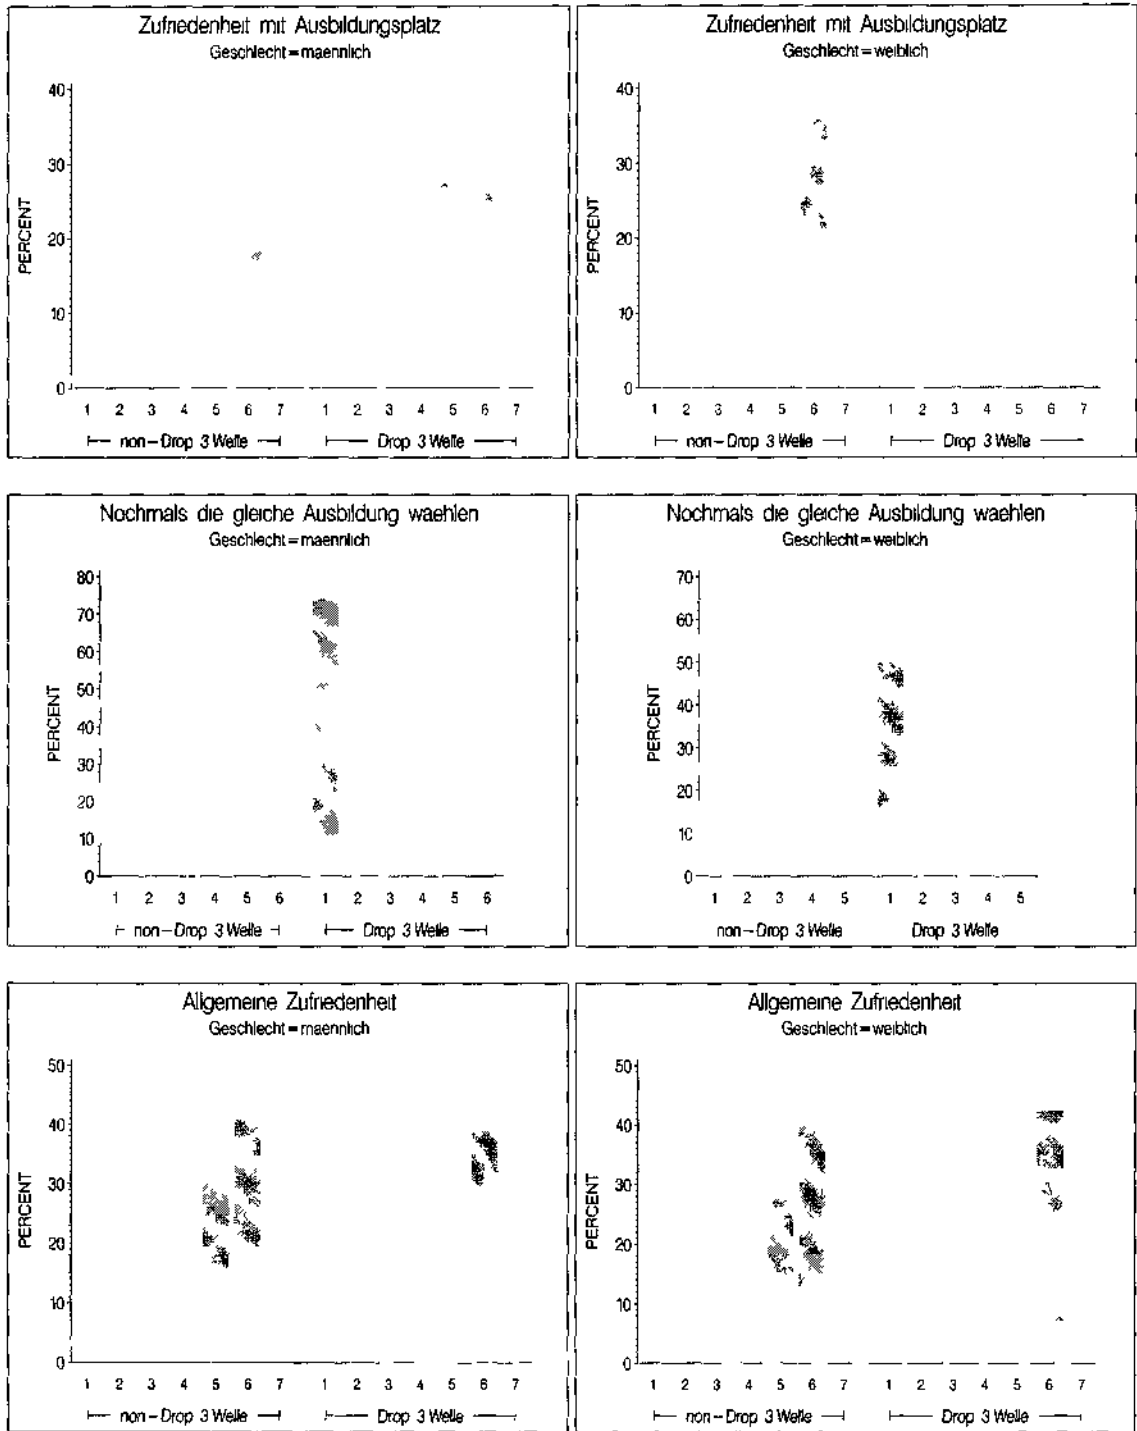 Zufriedenheit mit Ausbildungsplatz
Geschlecht=maennlich
PERCENT
40
30
20
10
0
1 2 3 4 5 6 7 1 2 3 4 5 6 7
non-Drop 3 Welle Drop 3 Welle
Zufriedenheit mit Ausbildungsplatz
Geschlecht=weiblich
PERCENT
40
30
20
10
0
1 2 3 4 5 6 7 1 2 3 4 5 6 7
non-Drop 3 Welle Drop 3 Welle
Nochmals die gleiche Ausbildung waehlen
Geschlecht=maennlich
PERCENT
80
70
60
50
40
30
20
10
0
1 2 3 4 5 6 1 2 3 4 5 6
non-Drop 3 Welle Drop 3 Welle
Nochmals die gleiche Ausbildung waehlen
Geschlecht=weiblich
PERCENT
70
60
50
40
30
20
10
0
1 2 3 4 5 1 2 3 4 5
non-Drop 3 Welle Drop 3 Welle
Allgemeine Zufriedenheit
Geschlecht=maennlich
PERCENT
50
40
30
20
10
0
1 2 3 4 5 6 7 1 2 3 4 5 6 7
non-Drop 3 Welle Drop 3 Welle
Allgemeine Zufriedenheit
Geschlecht=weiblich
PERCENT
50
40
30
20
10
0
1 2 3 4 5 6 7 1 2 3 4 5 6 7
non-Drop 3 Welle Drop 3 Welle